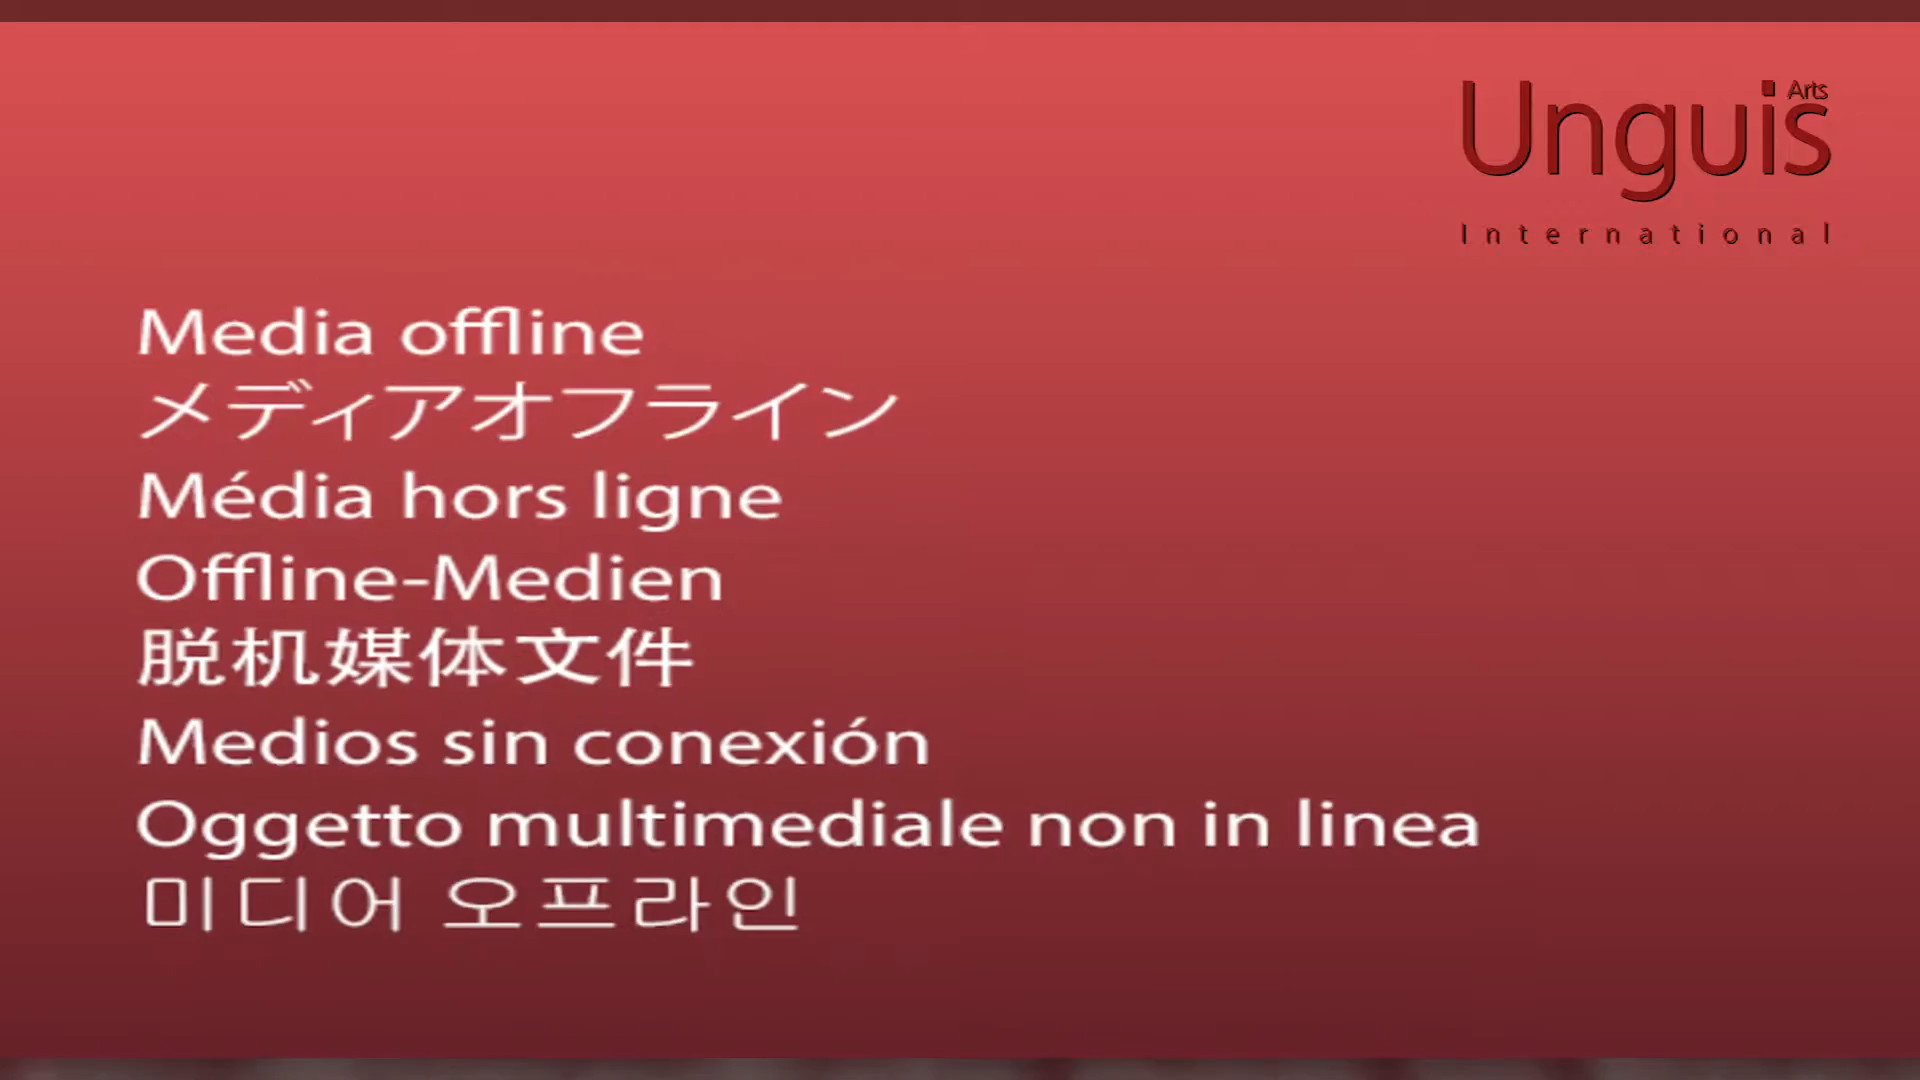 Unguis Arts
International
Media offline
メディアオフライン
Média hors ligne
Offline-Medien
脱机媒体文件
Medios sin conexión
Oggetto multimediale non in linea
미디어 오프라인